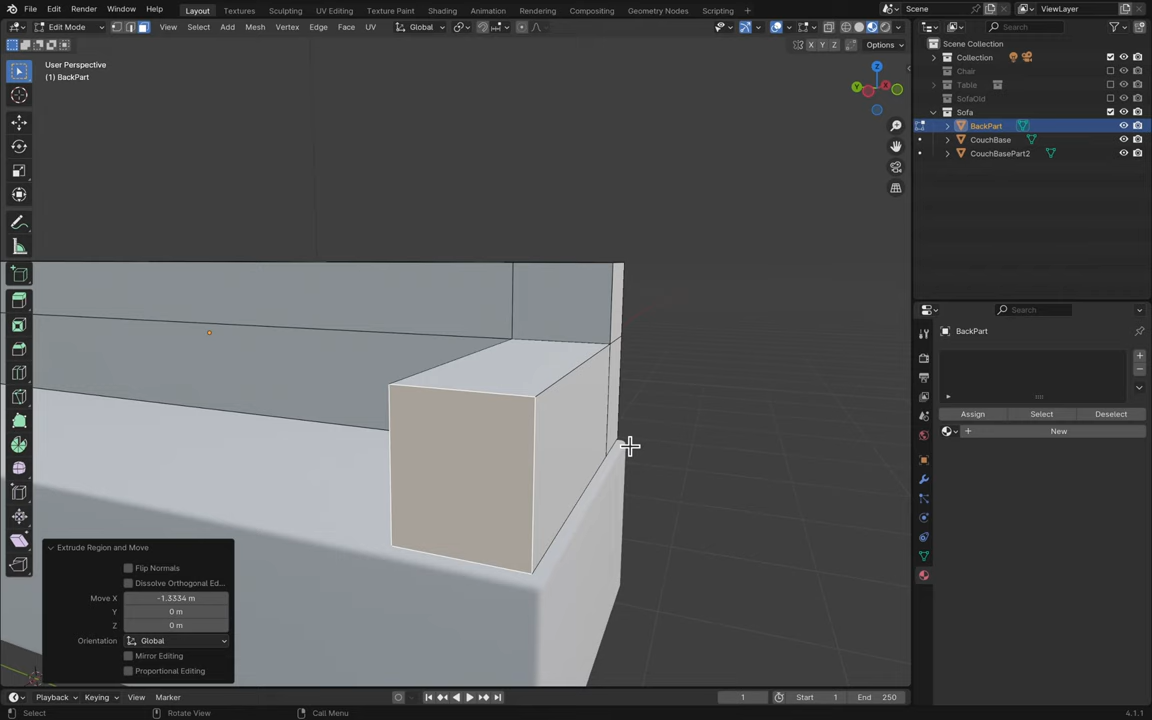 File Edit Render Window Help Layout Textures Sculpting UV Editing Texture Paint Shading Animation Rendering Compositing Geometry Nodes Scripting Scene ViewLayer
Edit Mode View Select Add Mesh Vertex Edge Face UV Global
X Y Z Options
User Perspective
(1) BackPart
Z
Y X
Search
Scene Collection
Collection
Chair
Table
SofaOld
Sofa
BackPart
CouchBase
CouchBasePart2
Search
BackPart
Assign Select Deselect
New
Extrude Region and Move
Flip Normals
Dissolve Orthogonal Ed...
Move X -1.3334 m
Y 0 m
Z 0 m
Orientation Global
Mirror Editing
Proportional Editing
Playback Keying View Marker 1 Start 1 End 250
Select Rotate View Call Menu 4.1.1